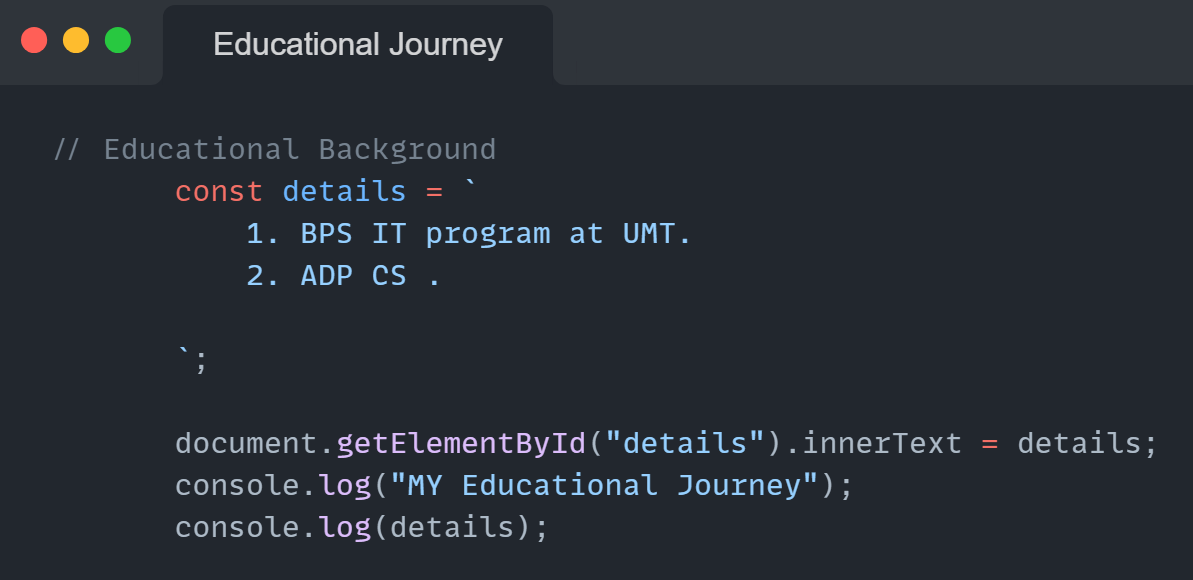 Educational Journey
// Educational Background
const details = `
1. BPS IT program at UMT.
2. ADP CS .
`;
document.getElementById("details").innerText = details;
console.log("MY Educational Journey");
console.log(details);